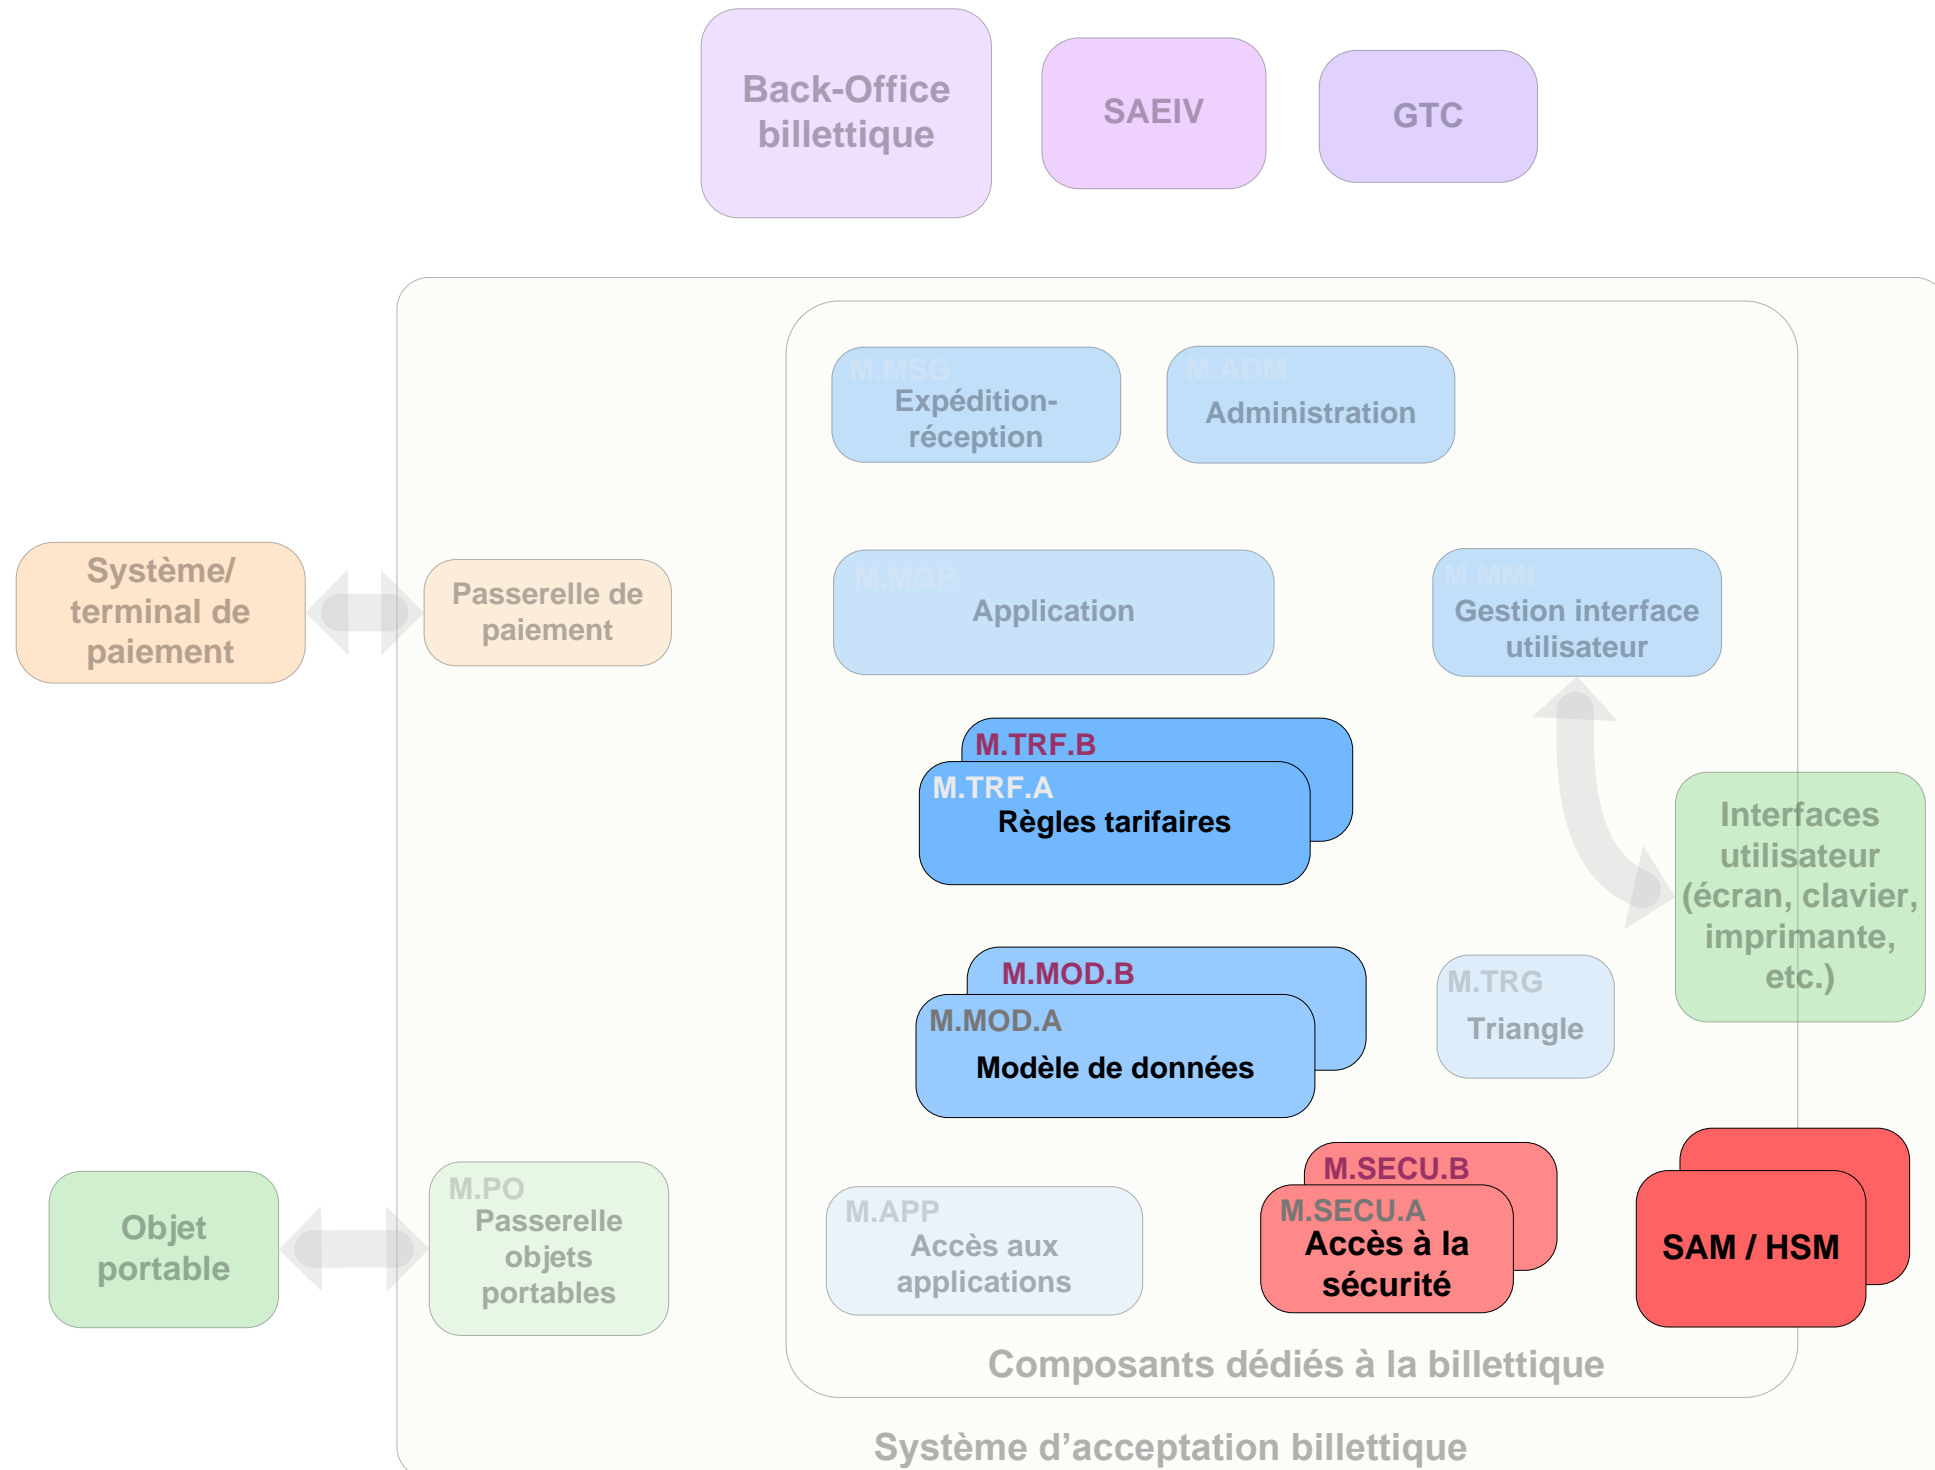 Back-Office
billettique
SAEIV
GTC
M.MSG
Expédition-
réception
M.ADM
Administration
Système/
terminal de
paiement
Passerelle de
paiement
M.MGR
Application
M.MMI
Gestion interface
utilisateur
M.TRF.B
M.TRF.A
Règles tarifaires
Interfaces
utilisateur
(écran, clavier,
imprimante,
etc.)
M.MOD.B
M.MOD.A
Modèle de données
M.TRG
Triangle
Objet
portable
M.PO
Passerelle
objets
portables
M.APP
Accès aux
applications
M.SECU.B
M.SECU.A
Accès à la
sécurité
SAM / HSM
Composants dédiés à la billettique
Système d’acceptation billettique